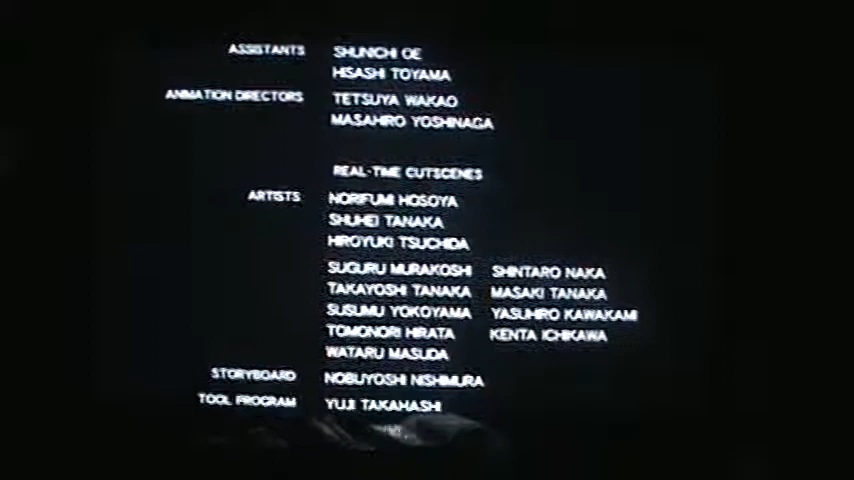 ASSISTANTS SHUNICHI OE
HISASHI TOYAMA
ANIMATION DIRECTORS TETSUYA WAKAO
MASAHIRO YOSHINAGA
REAL-TIME CUTSCENES
ARTISTS NORIFUMI HOSOYA
SHUHEI TANAKA
HIROYUKI TSUCHIDA
SUGURU MURAKOSHI SHINTARO NAKA
TAKAYOSHI TANAKA MASAKI TANAKA
SUSUMU YOKOYAMA YASUHIRO KAWAKAMI
TOMONORI HIRATA KENTA ICHIKAWA
WATARU MASUDA
STORYBOARD NOBUYOSHI NISHIMURA
TOOL PROGRAM YUJI TAKAHASHI